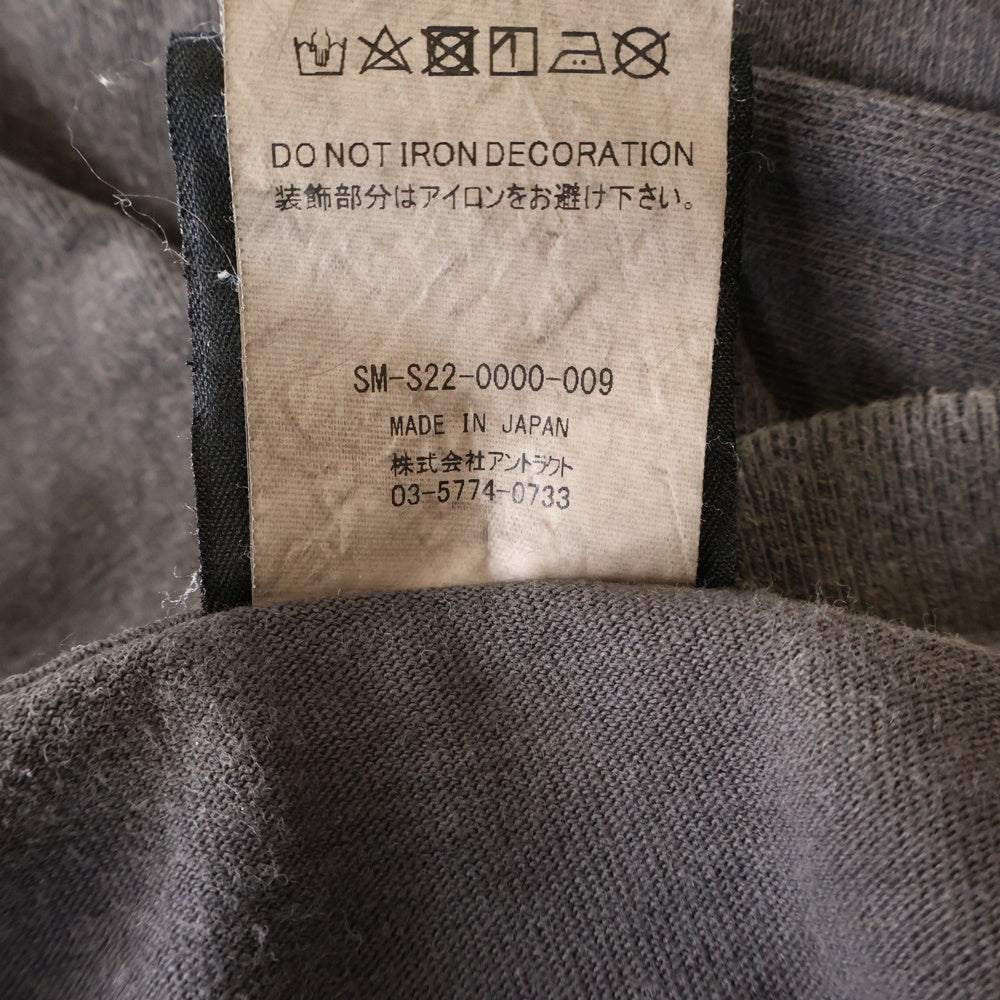 DO NOT IRON DECORATION
装飾部分はアイロンをお避け下さい。
SM-S22-0000-009
MADE IN JAPAN
株式会社アントラクト
03-5774-0733